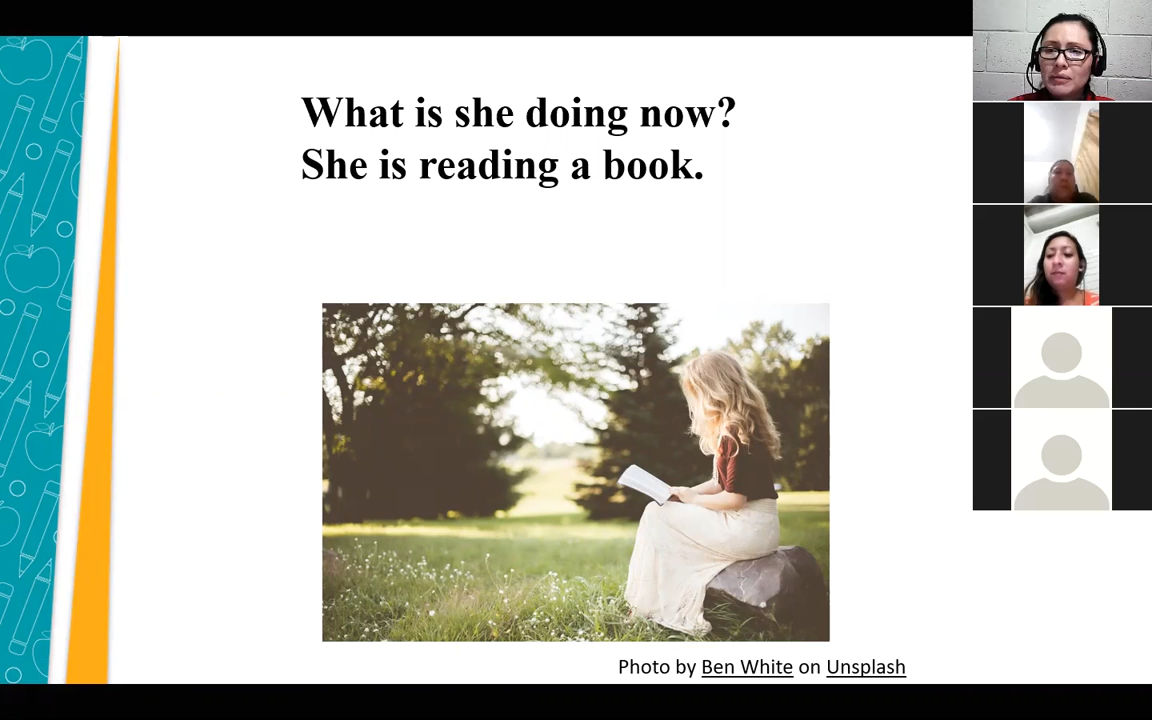 What is she doing now?
She is reading a book.
Photo by Ben White on Unsplash